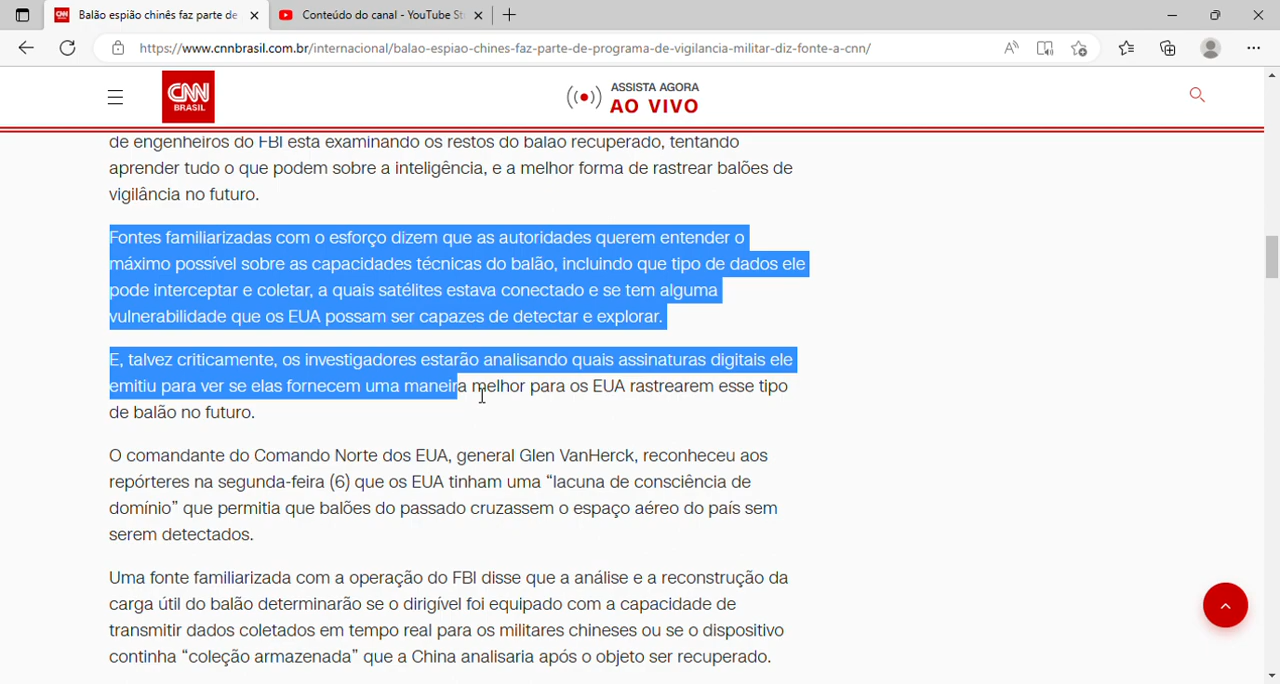 Balão espião chinês faz parte de
Conteúdo do canal - YouTube St
https://www.cnnbrasil.com.br/internacional/balao-espiao-chines-faz-parte-de-programa-de-vigilancia-militar-diz-fonte-a-cnn/
CNN
BRASIL
ASSISTA AGORA
AO VIVO
de engenheiros do FBI está examinando os restos do balão recuperado, tentando
aprender tudo o que podem sobre a inteligência, e a melhor forma de rastrear balões de
vigilância no futuro.
Fontes familiarizadas com o esforço dizem que as autoridades querem entender o
máximo possível sobre as capacidades técnicas do balão, incluindo que tipo de dados ele
pode interceptar e coletar, a quais satélites estava conectado e se tem alguma
vulnerabilidade que os EUA possam ser capazes de detectar e explorar.
E, talvez criticamente, os investigadores estarão analisando quais assinaturas digitais ele
emitiu para ver se elas fornecem uma maneira melhor para os EUA rastrearem esse tipo
de balão no futuro.
O comandante do Comando Norte dos EUA, general Glen VanHerck, reconheceu aos
repórteres na segunda-feira (6) que os EUA tinham uma “lacuna de consciência de
domínio” que permitia que balões do passado cruzassem o espaço aéreo do país sem
serem detectados.
Uma fonte familiarizada com a operação do FBI disse que a análise e a reconstrução da
carga útil do balão determinarão se o dirigível foi equipado com a capacidade de
transmitir dados coletados em tempo real para os militares chineses ou se o dispositivo
continha “coleção armazenada” que a China analisaria após o objeto ser recuperado.